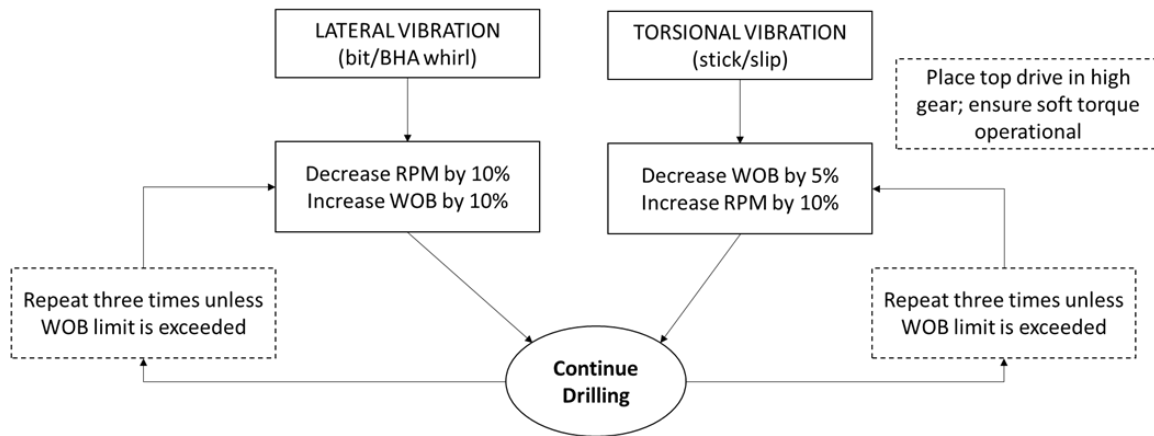 LATERAL VIBRATION
(bit/BHA whirl)
TORSIONAL VIBRATION
(stick/slip)
Place top drive in high
gear; ensure soft torque
operational
Decrease RPM by 10%
Increase WOB by 10%
Decrease WOB by 5%
Increase RPM by 10%
Repeat three times unless
WOB limit is exceeded
Repeat three times unless
WOB limit is exceeded
Continue
Drilling